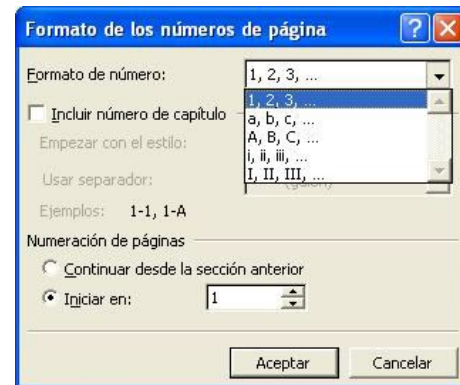 Formato de los números de página
Formato de número: 1, 2, 3, ...
1, 2, 3, ...
a, b, c, ...
A, B, C, ...
i, ii, iii, ...
I, II, III, ...
Incluir número de capítulo
Empezar con el estilo:
Usar separador: (guión)
Ejemplos: 1-1, 1-A
Numeración de páginas
Continuar desde la sección anterior
Iniciar en: 1
Aceptar Cancelar